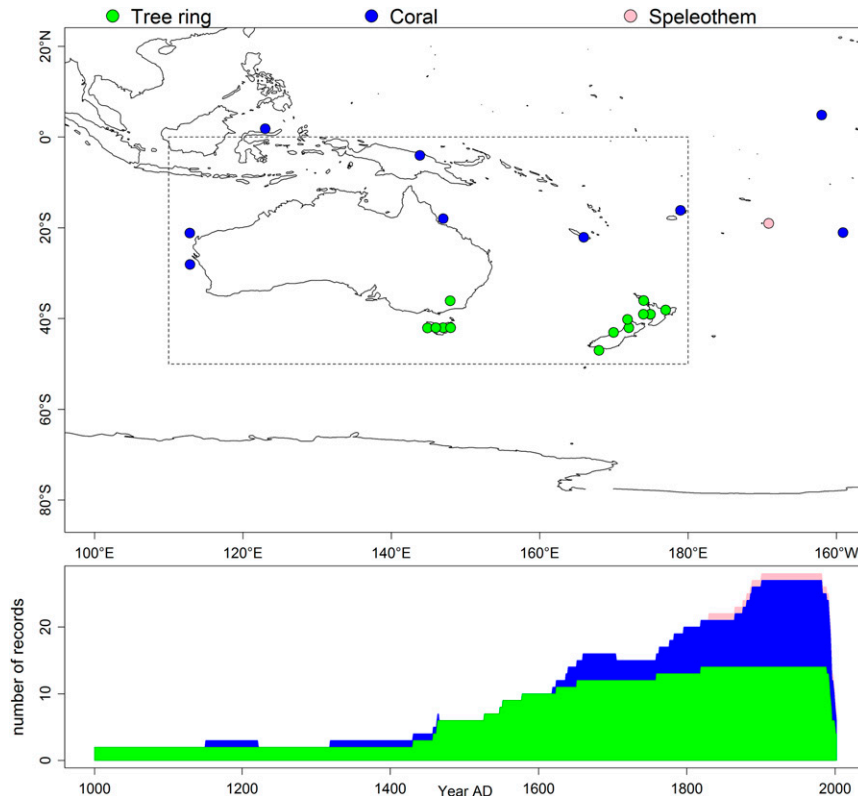 Tree ring Coral Speleothem
20°N
0°
20°S
40°S
60°S
80°S
100°E 120°E 140°E 160°E 180°E 160°W
number of records
20
10
0
1000 1200 1400 Year AD 1600 1800 2000